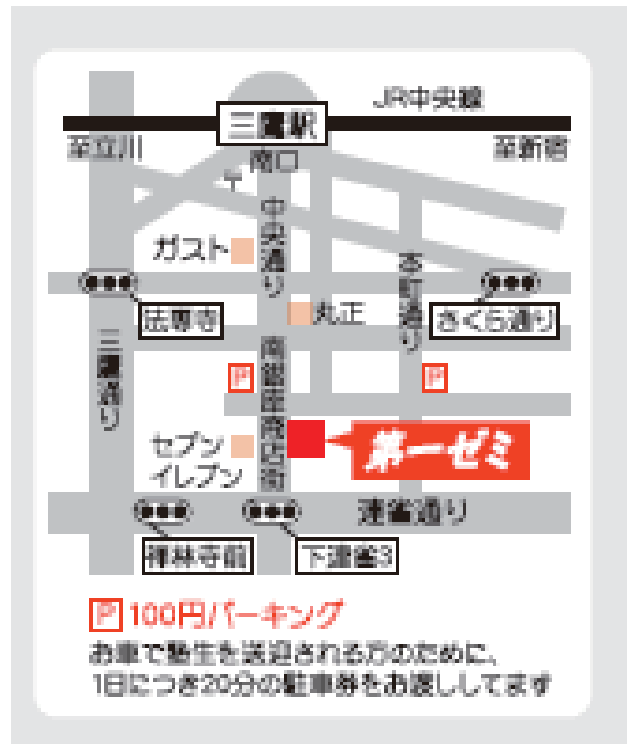 JR中央線
三鷹駅
至立川
至新宿
南口
〒
中央通り
ガスト
本町通り
法専寺
丸正
さくら通り
三鷹通り
P
P
南銀座商店街
セブン
イレブン
第一ゼミ
連雀通り
禅林寺前
下連雀3
P 100円パーキング
お車で塾生を送迎される方のために、
1日につき20分の駐車券をお渡ししてます